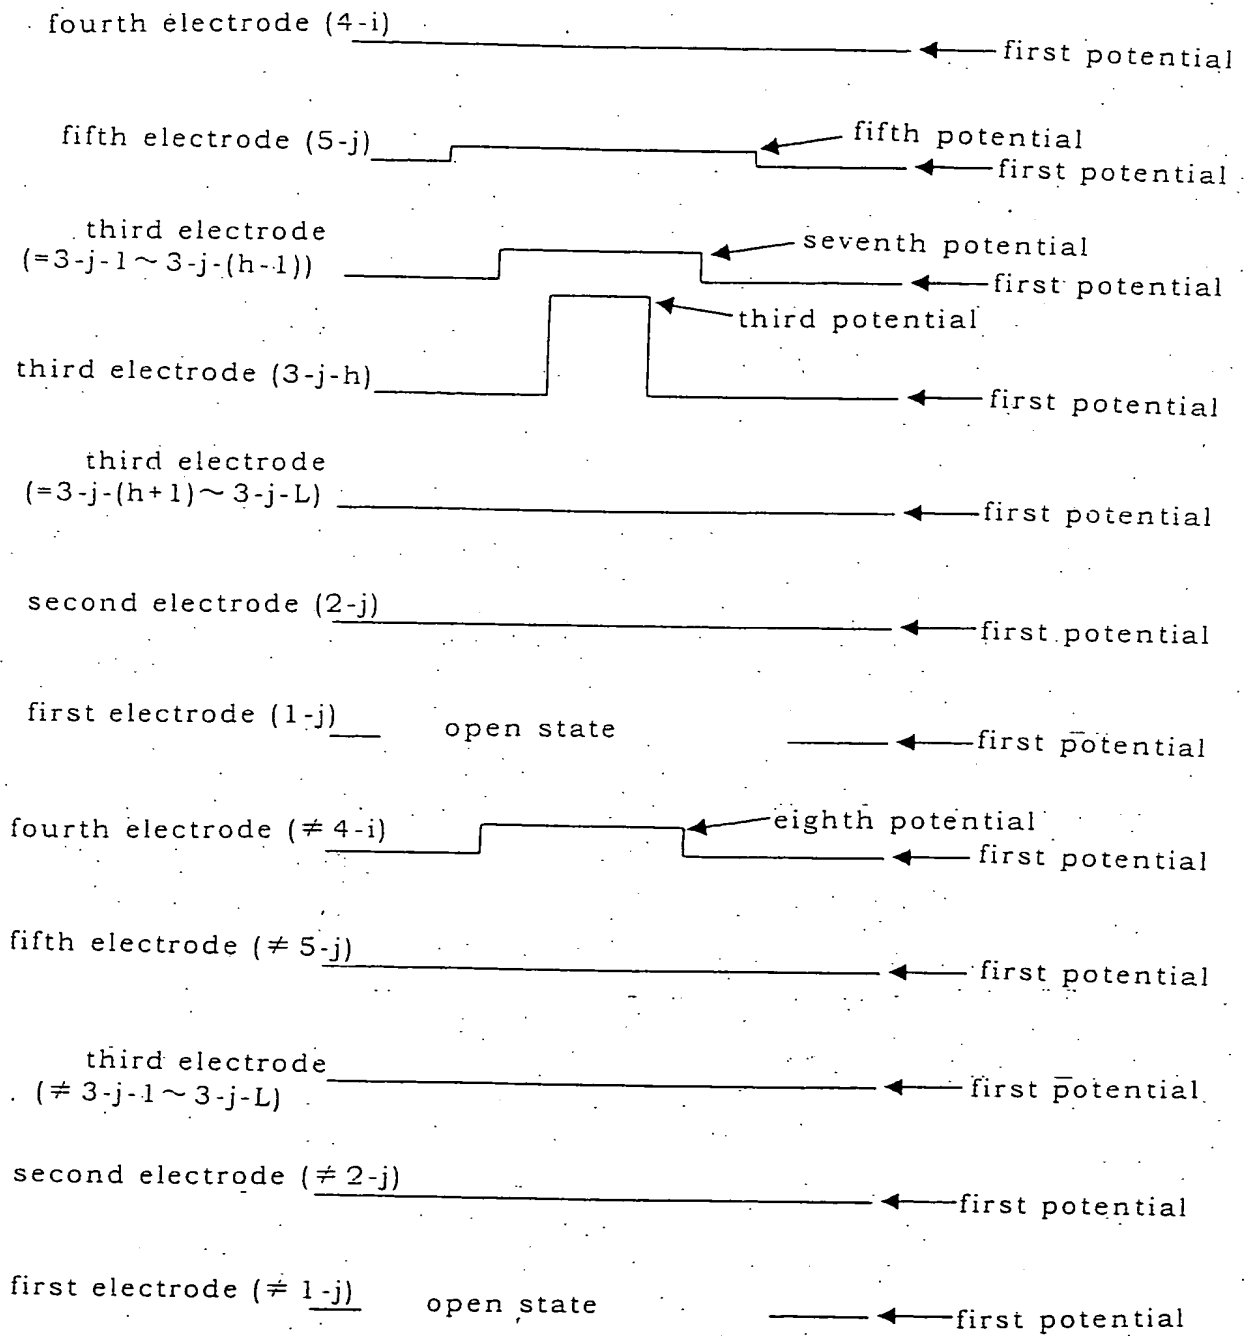 fourth electrode (4-i)
first potential
fifth electrode (5-j)
fifth potential
first potential
third electrode
(=3-j-1～3-j-(h-1))
seventh potential
first potential
third potential
third electrode (3-j-h)
first potential
third electrode
(=3-j-(h+1)～3-j-L)
first potential
second electrode (2-j)
first potential
first electrode (1-j)
open state
first potential
fourth electrode (≠4-i)
eighth potential
first potential
fifth electrode (≠5-j)
first potential
third electrode
(≠3-j-1～3-j-L)
first potential
second electrode (≠2-j)
first potential
first electrode (≠1-j)
open state
first potential